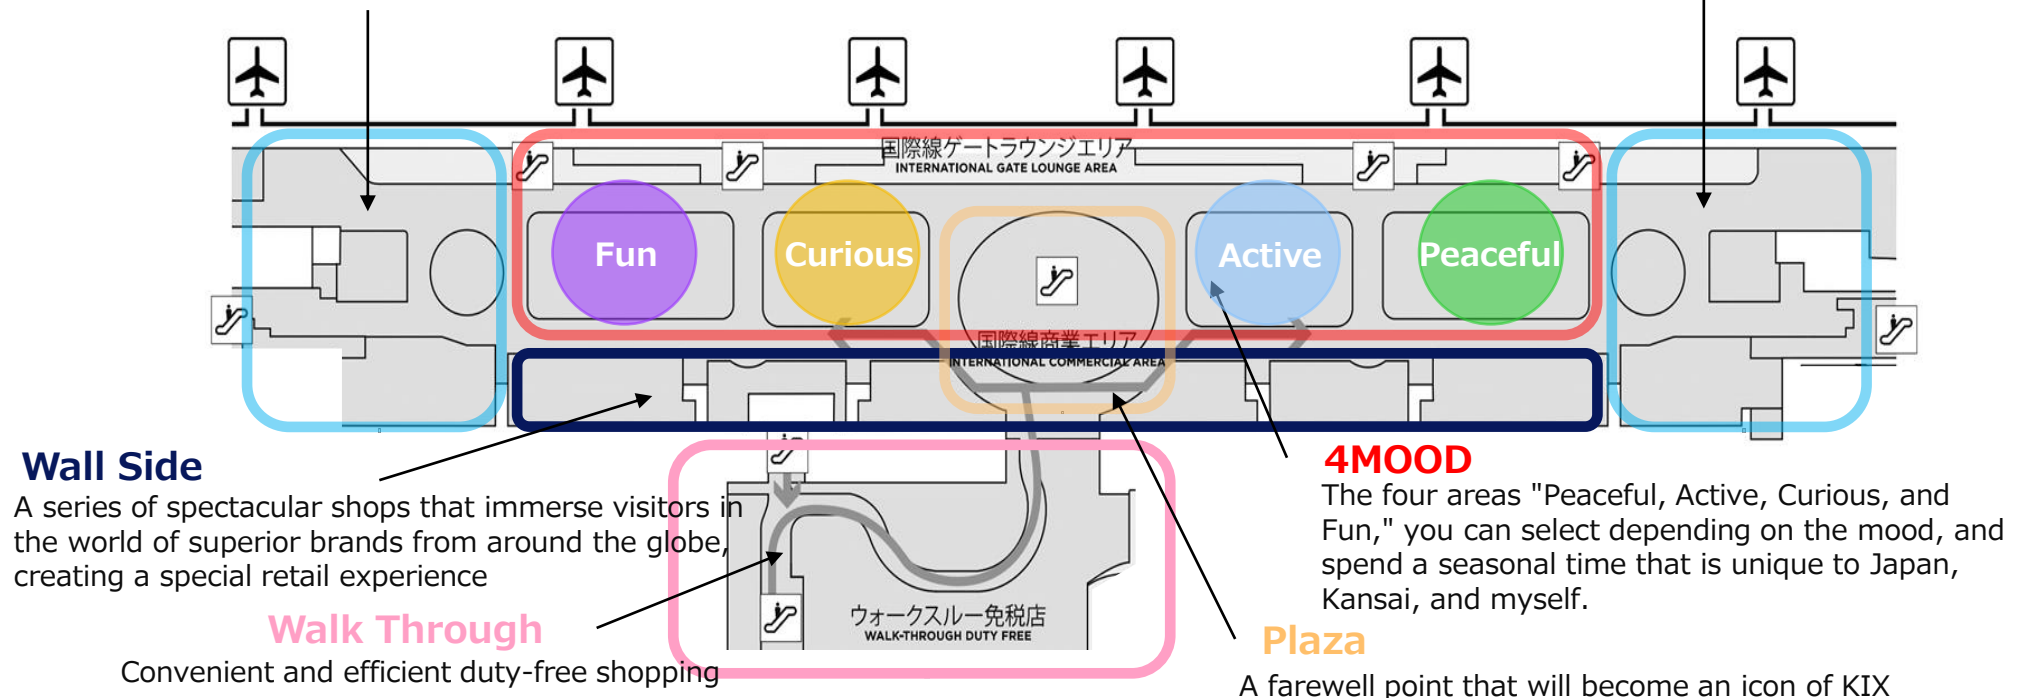 国際線ゲートラウンジエリア
INTERNATIONAL GATE LOUNGE AREA
Fun
Curious
Active
Peaceful
国際線商業エリア
INTERNATIONAL COMMERCIAL AREA
Wall Side
A series of spectacular shops that immerse visitors in
the world of superior brands from around the globe,
creating a special retail experience
4MOOD
The four areas "Peaceful, Active, Curious, and
Fun," you can select depending on the mood, and
spend a seasonal time that is unique to Japan,
Kansai, and myself.
ウォークスルー免税店
WALK-THROUGH DUTY FREE
Walk Through
Convenient and efficient duty-free shopping
Plaza
A farewell point that will become an icon of KIX